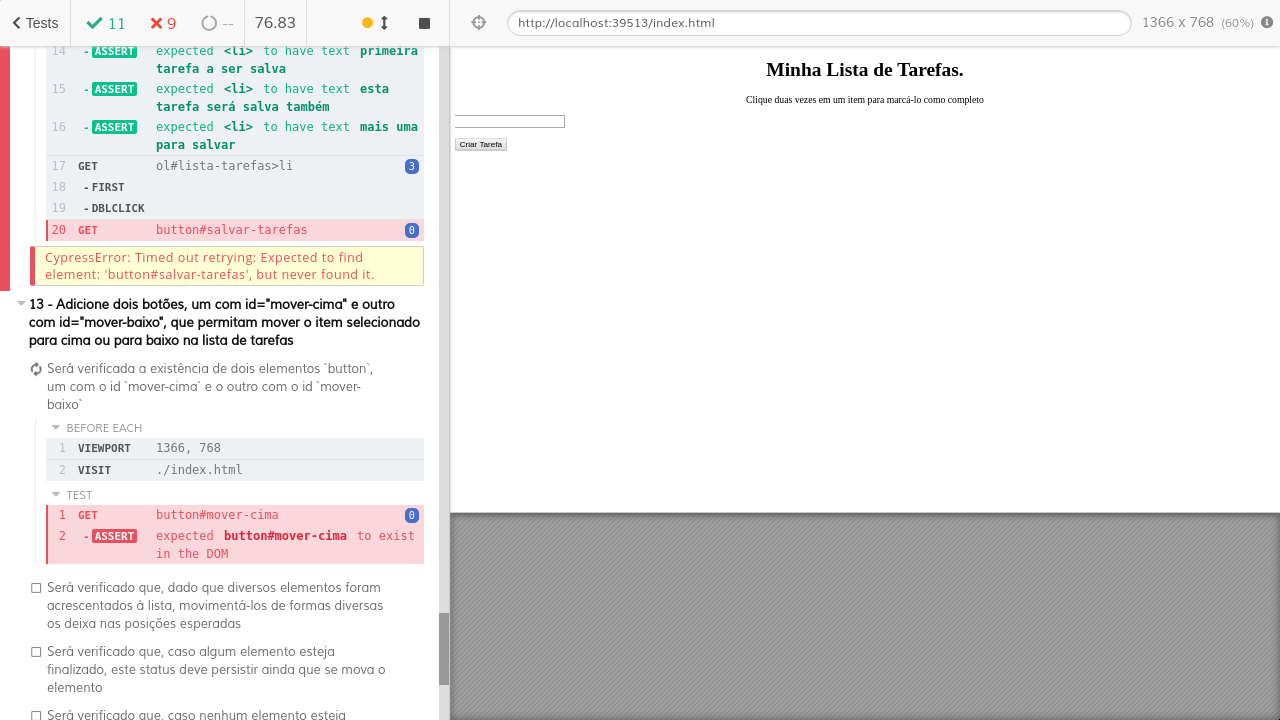 Tests
11
9
--
76.83
http://localhost:39513/index.html
1366 x 768 (60%)
14 - ASSERT expected <li> to have text primeira
tarefa a ser salva
15 - ASSERT expected <li> to have text esta
tarefa será salva também
16 - ASSERT expected <li> to have text mais uma
para salvar
17 GET ol#lista-tarefas>li 3
18 - FIRST
19 - DBLCLICK
20 GET button#salvar-tarefas 0
CypressError: Timed out retrying: Expected to find
element: 'button#salvar-tarefas', but never found it.
13 - Adicione dois botões, um com id="mover-cima" e outro
com id="mover-baixo", que permitam mover o item selecionado
para cima ou para baixo na lista de tarefas
Será verificada a existência de dois elementos `button`,
um com o id `mover-cima` e o outro com o id `mover-
baixo`
BEFORE EACH
1 VIEWPORT 1366, 768
2 VISIT ./index.html
TEST
1 GET button#mover-cima 0
2 - ASSERT expected button#mover-cima to exist
in the DOM
Será verificado que, dado que diversos elementos foram
acrescentados à lista, movimentá-los de formas diversas
os deixa nas posições esperadas
Será verificado que, caso algum elemento esteja
finalizado, este status deve persistir ainda que se mova o
elemento
Será verificado que, caso nenhum elemento esteja
Minha Lista de Tarefas.
Clique duas vezes em um item para marcá-lo como completo
Criar Tarefa